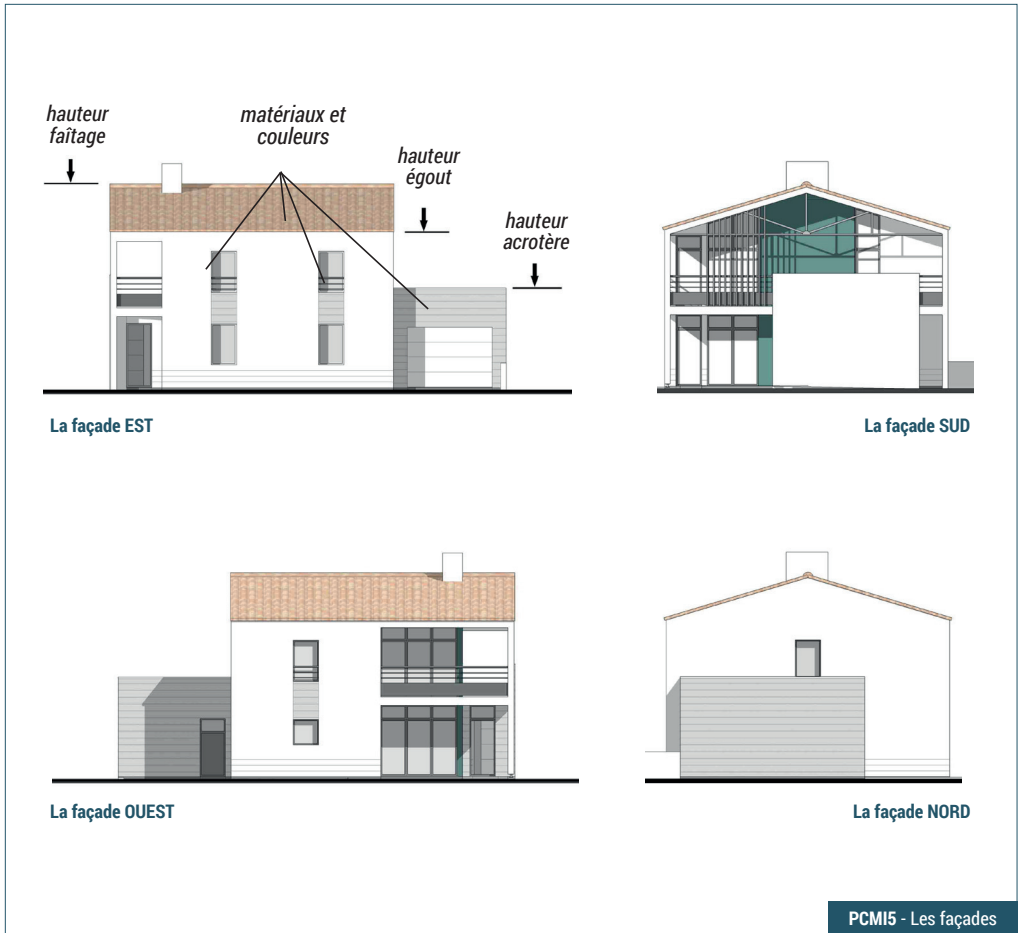 hauteur
faîtage
matériaux et
couleurs
hauteur
égout
hauteur
acrotère
La façade EST
La façade SUD
La façade OUEST
La façade NORD
PCMI5 - Les façades